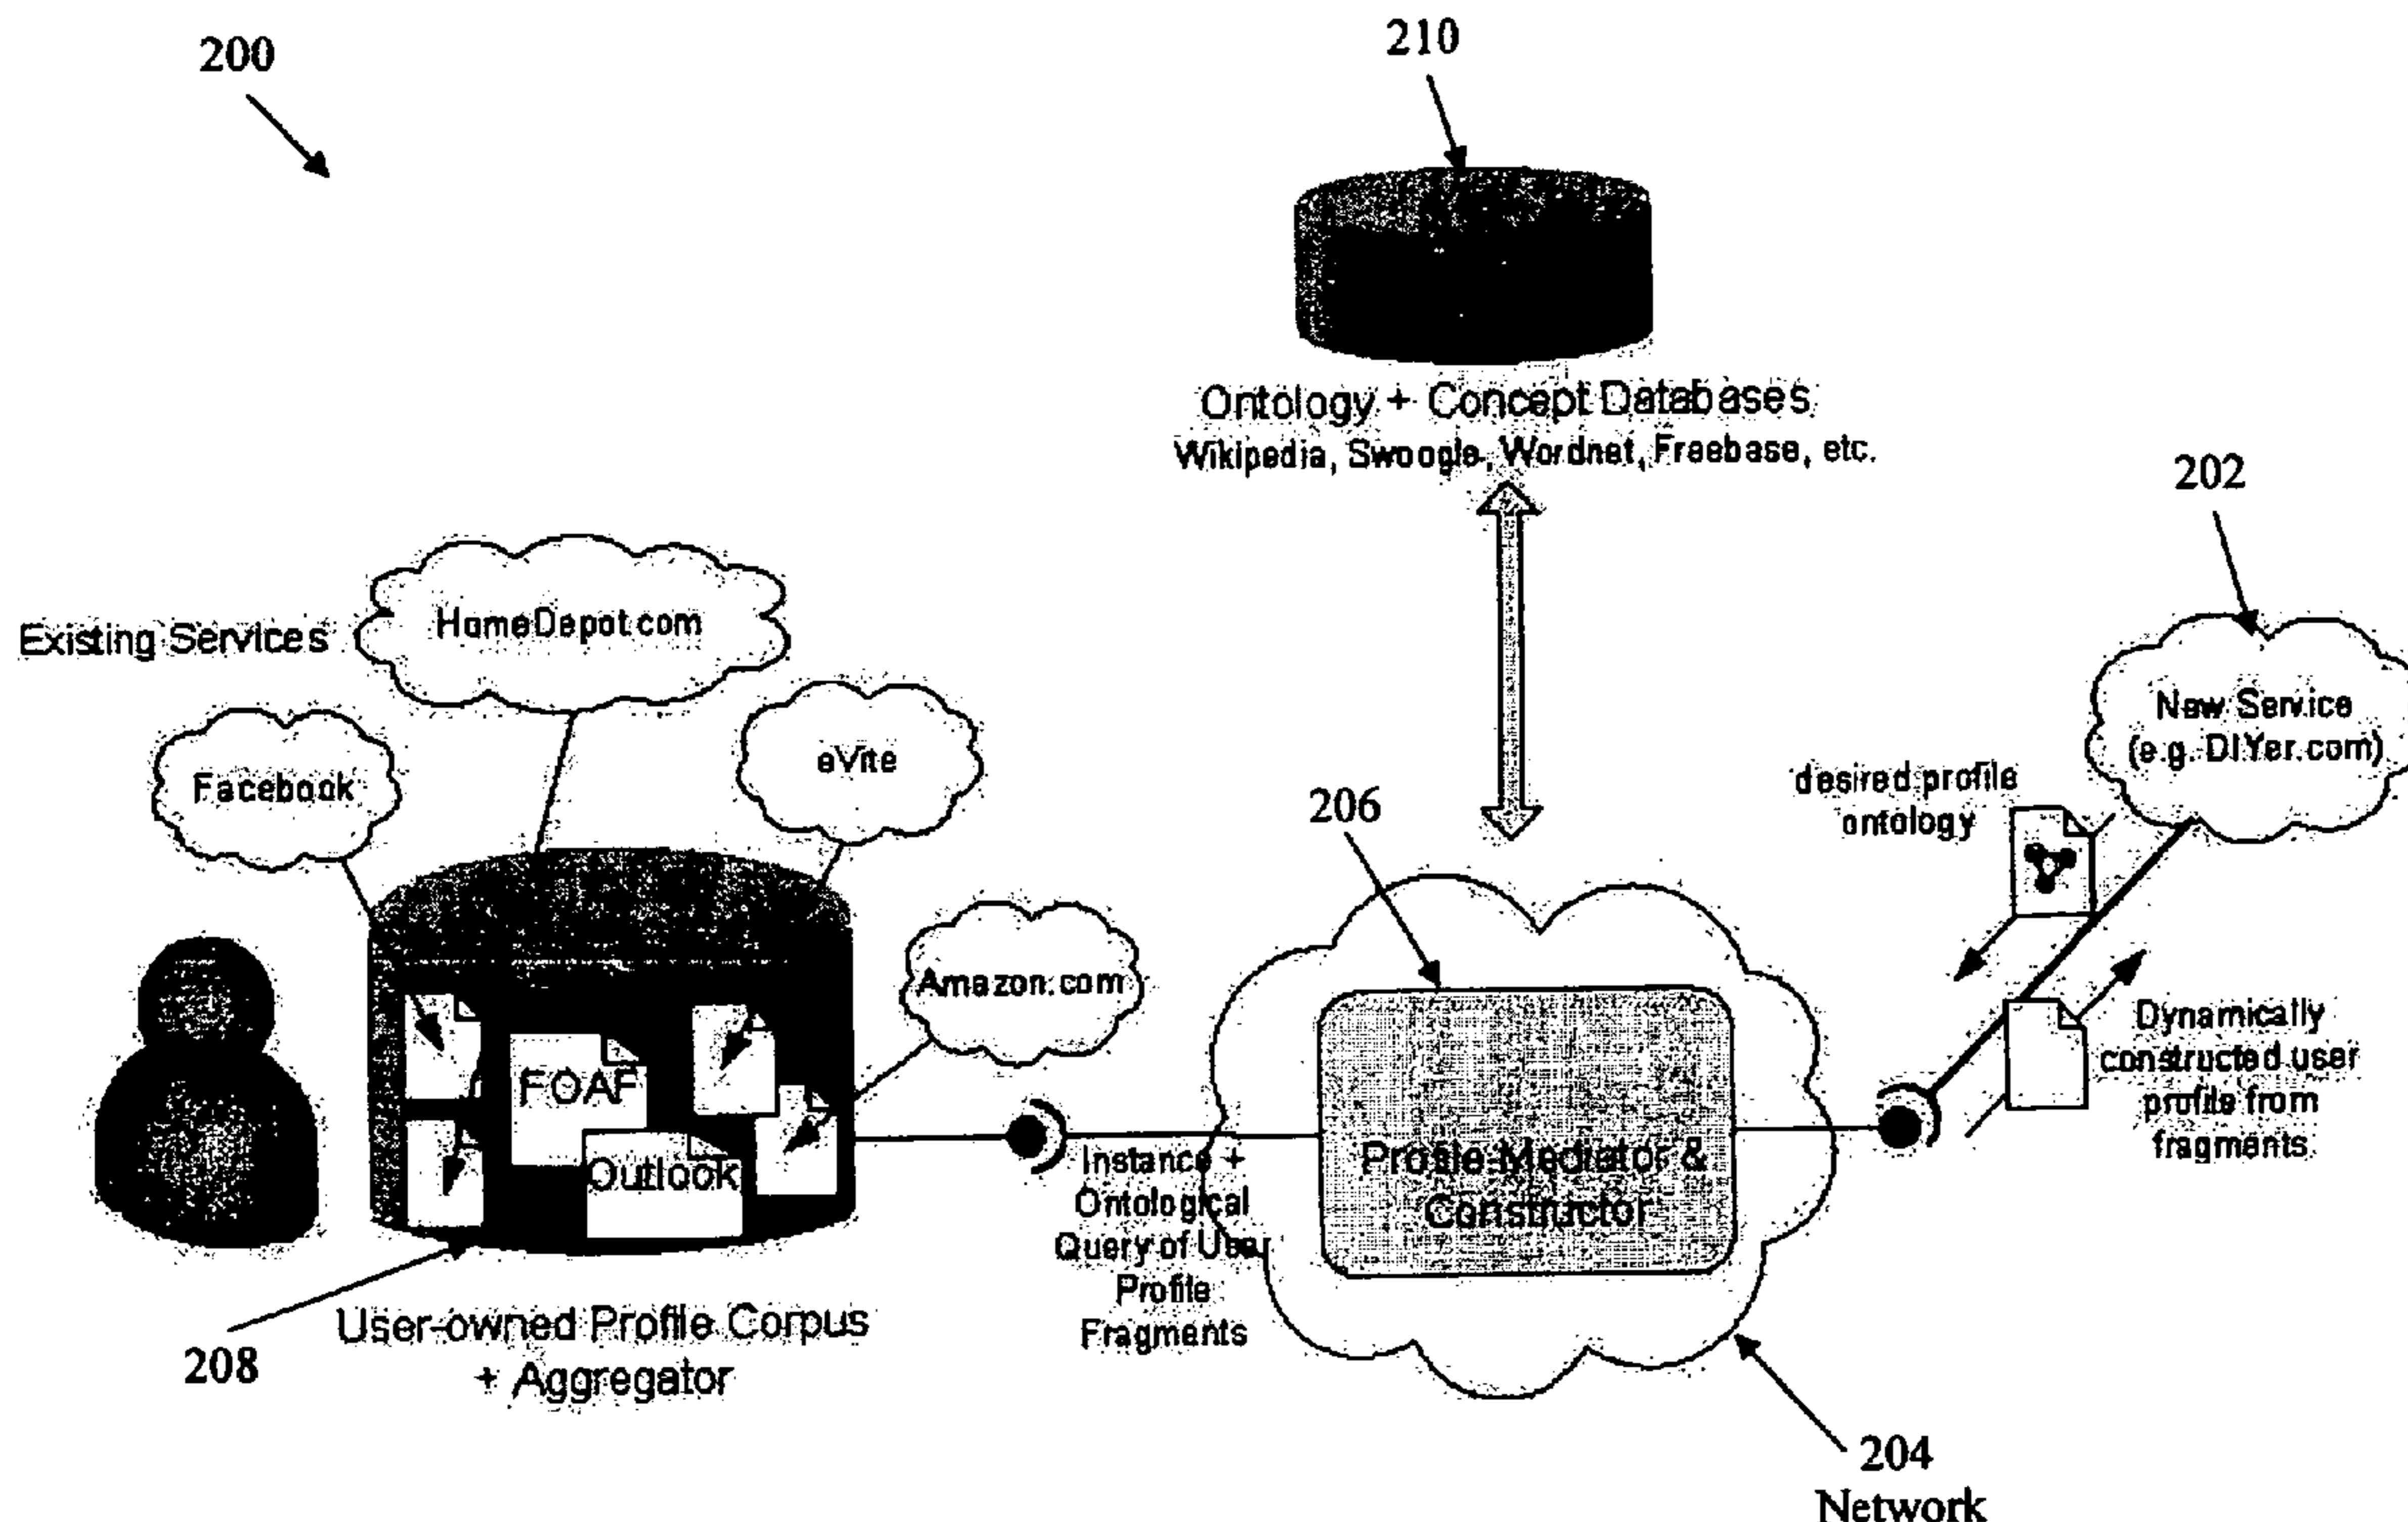 200
210
Ontology + Concept Databases
Wikipedia, Swoogle, Wordnet, Freebase, etc.
202
Existing Services
HomeDepot.com
Facebook
eVite
Amazon.com
New Service
(e.g. DIYer.com)
desired profile
ontology
206
FOAF
Outlook
Instance +
Ontological
Query of User
Profile
Fragments
Profile Mediator &
Constructor
Dynamically
constructed user
profile from
fragments
208
User-owned Profile Corpus
+ Aggregator
204
Network